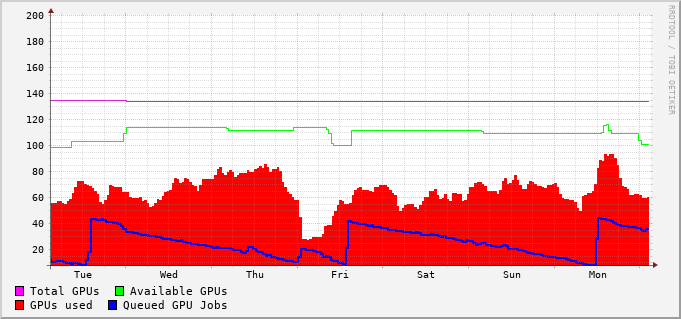 200
180
160
140
120
100
80
60
40
20
Tue Wed Thu Fri Sat Sun Mon
Total GPUs Available GPUs
GPUs used Queued GPU Jobs
RRDTOOL / TOBI OETIKER